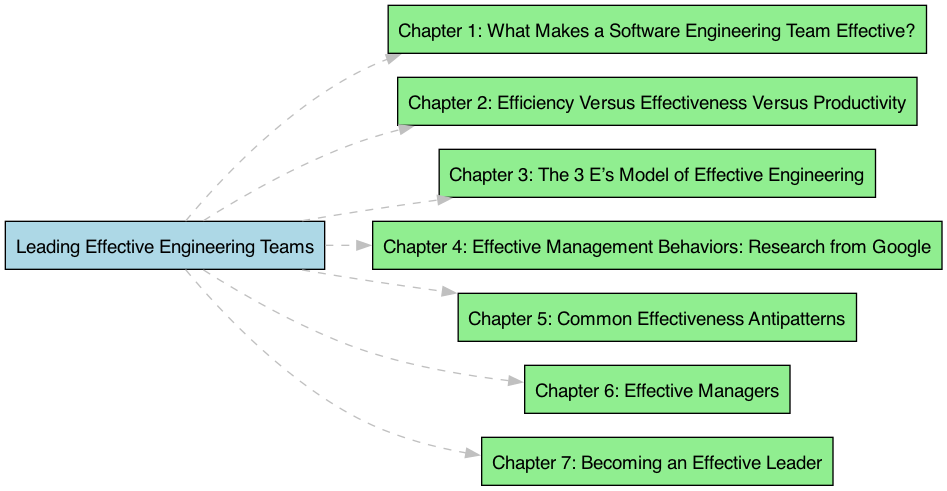 Leading Effective Engineering Teams
Chapter 1: What Makes a Software Engineering Team Effective?
Chapter 2: Efficiency Versus Effectiveness Versus Productivity
Chapter 3: The 3 E’s Model of Effective Engineering
Chapter 4: Effective Management Behaviors: Research from Google
Chapter 5: Common Effectiveness Antipatterns
Chapter 6: Effective Managers
Chapter 7: Becoming an Effective Leader